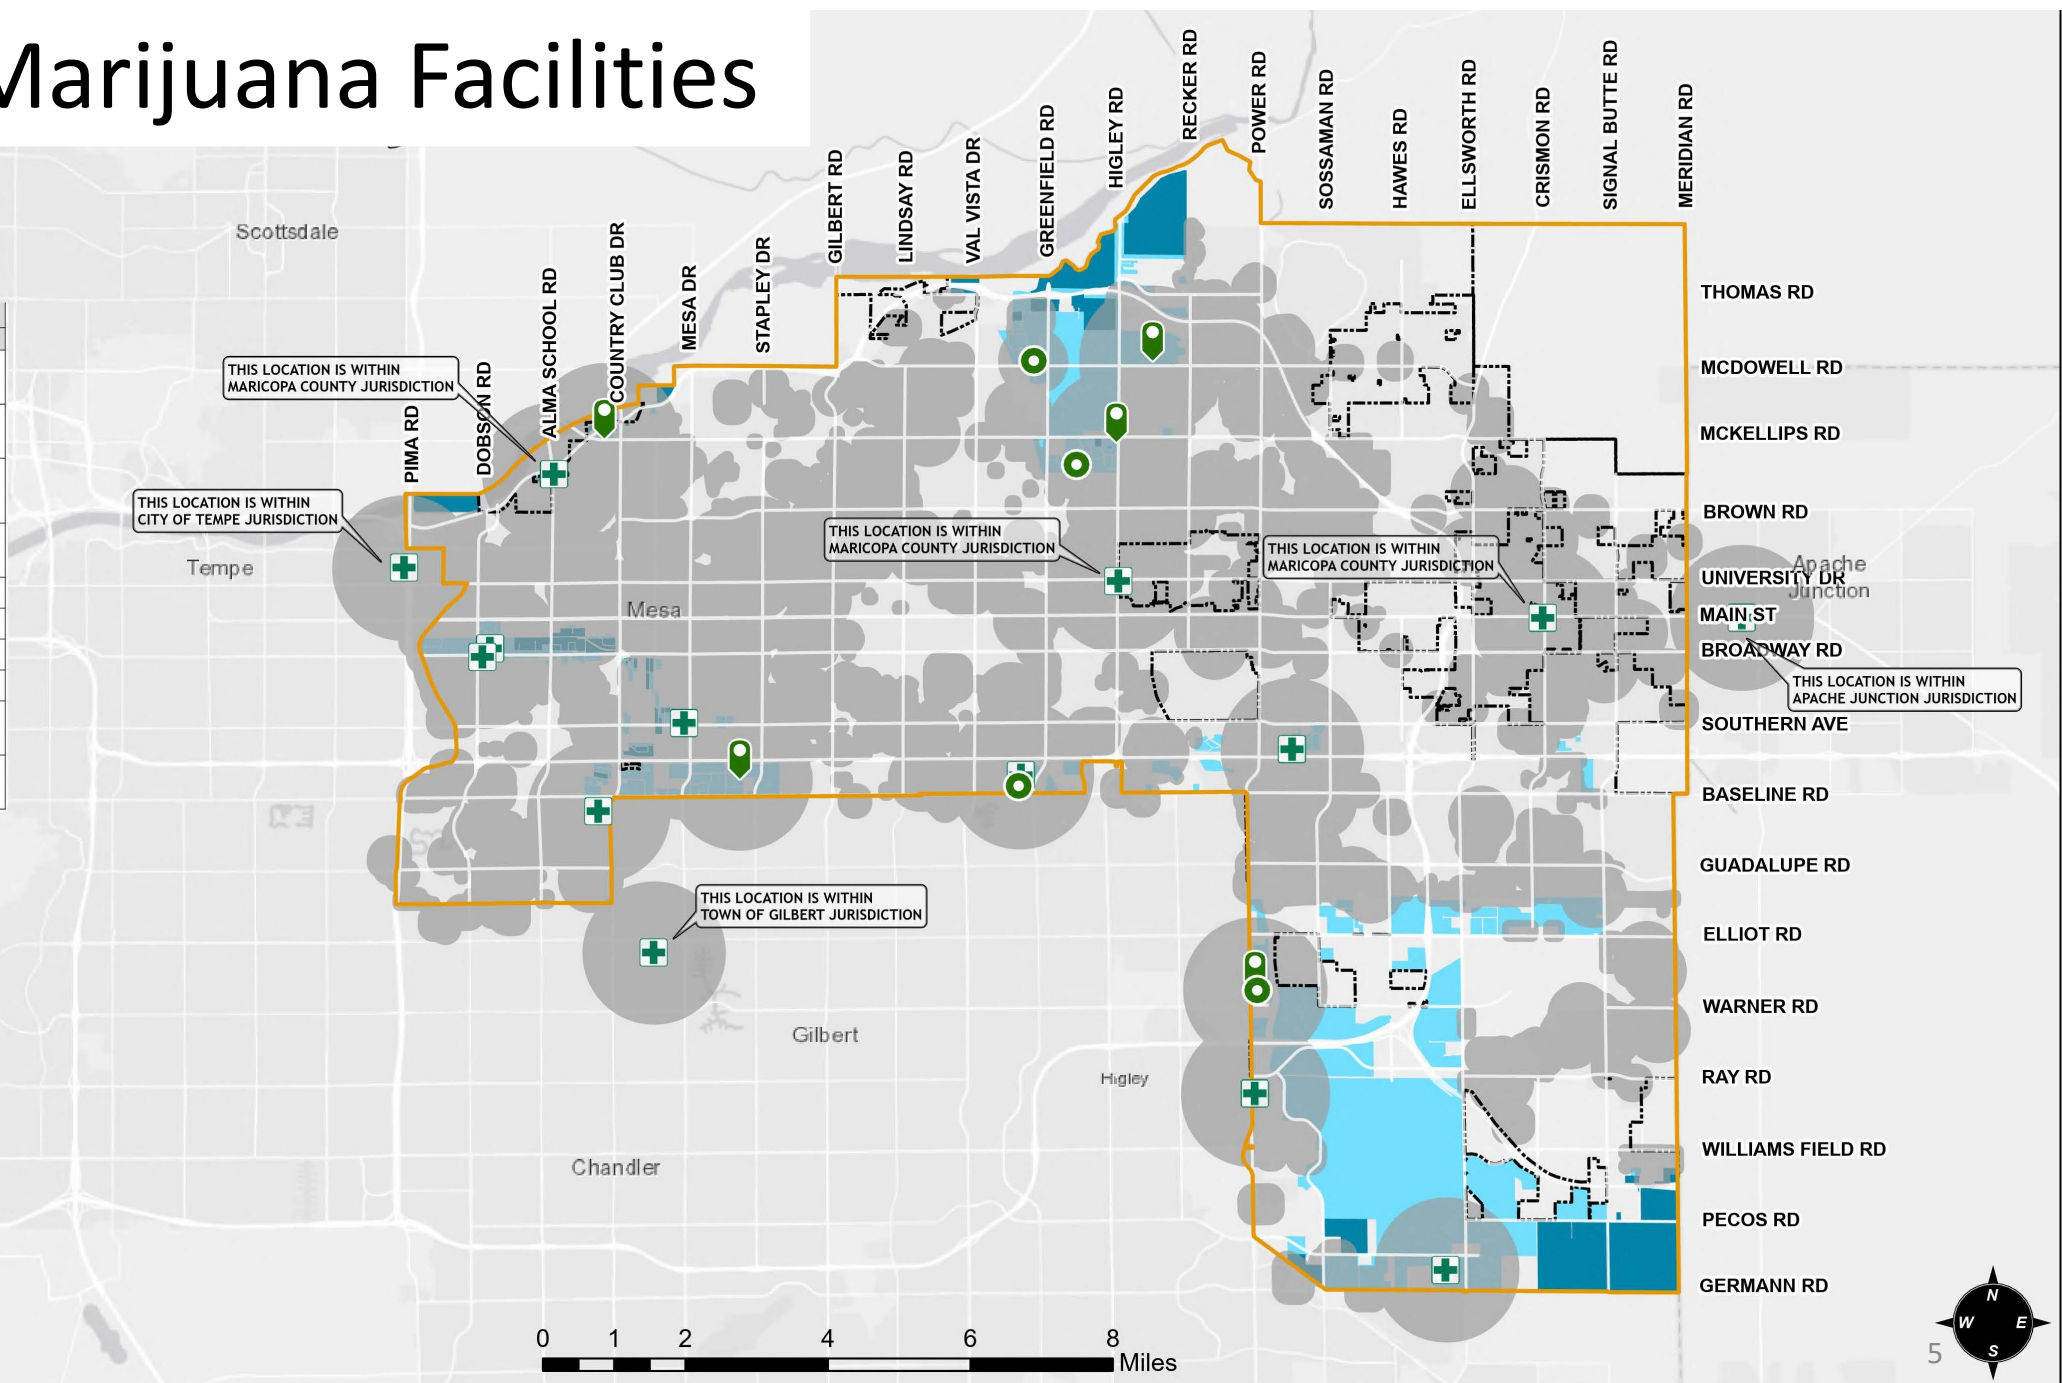 Marijuana Facilities
RECKER RD
POWER RD
SOSSAMAN RD
HAWES RD
ELLSWORTH RD
CRISMON RD
SIGNAL BUTTE RD
MERIDIAN RD
HIGLEY RD
GREENFIELD RD
VAL VISTA DR
LINDSAY RD
GILBERT RD
STAPLEY DR
MESA DR
COUNTRY CLUB DR
ALMA SCHOOL RD
DOBSON RD
PIMA RD
Scottsdale
THOMAS RD
MCDOWELL RD
MCKELLIPS RD
BROWN RD
UNIVERSITY DR
MAIN ST
BROADWAY RD
SOUTHERN AVE
BASELINE RD
GUADALUPE RD
ELLIOT RD
WARNER RD
RAY RD
WILLIAMS FIELD RD
PECOS RD
GERMANN RD
THIS LOCATION IS WITHIN
MARICOPA COUNTY JURISDICTION
THIS LOCATION IS WITHIN
CITY OF TEMPE JURISDICTION
THIS LOCATION IS WITHIN
MARICOPA COUNTY JURISDICTION
THIS LOCATION IS WITHIN
MARICOPA COUNTY JURISDICTION
Apache
Junction
THIS LOCATION IS WITHIN
APACHE JUNCTION JURISDICTION
Tempe
Mesa
THIS LOCATION IS WITHIN
TOWN OF GILBERT JURISDICTION
Gilbert
Higley
Chandler
0 1 2 4 6 8
Miles
N
W E
S
5